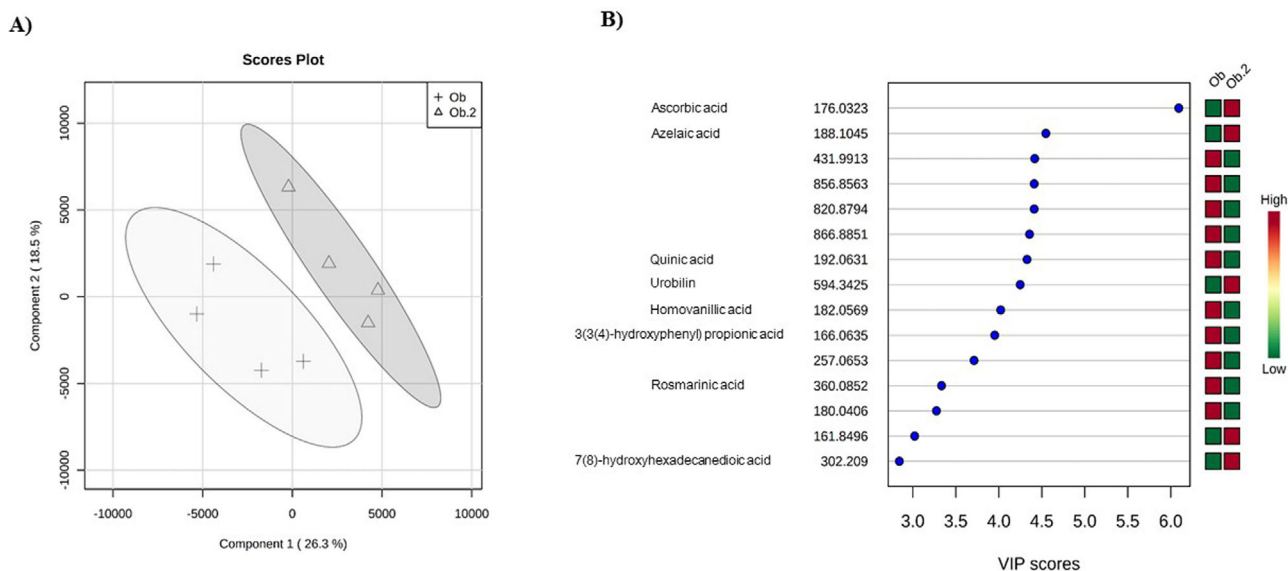 A)
Scores Plot
Ob
Ob.2
Component 2 ( 18.5 %)
10000
5000
0
-5000
-10000
-10000
-5000
0
5000
10000
Component 1 ( 26.3 %)
B)
Ob
Ob.2
Ascorbic acid 176.0323
Azelaic acid 188.1045
431.9913
856.8563
820.8794
866.8851
Quinic acid 192.0631
Urobilin 594.3425
Homovanillic acid 182.0569
3(3(4)-hydroxyphenyl) propionic acid 166.0635
257.0653
Rosmarinic acid 360.0852
180.0406
161.8496
7(8)-hydroxyhexadecanedioic acid 302.209
3.0 3.5 4.0 4.5 5.0 5.5 6.0
VIP scores
High
Low